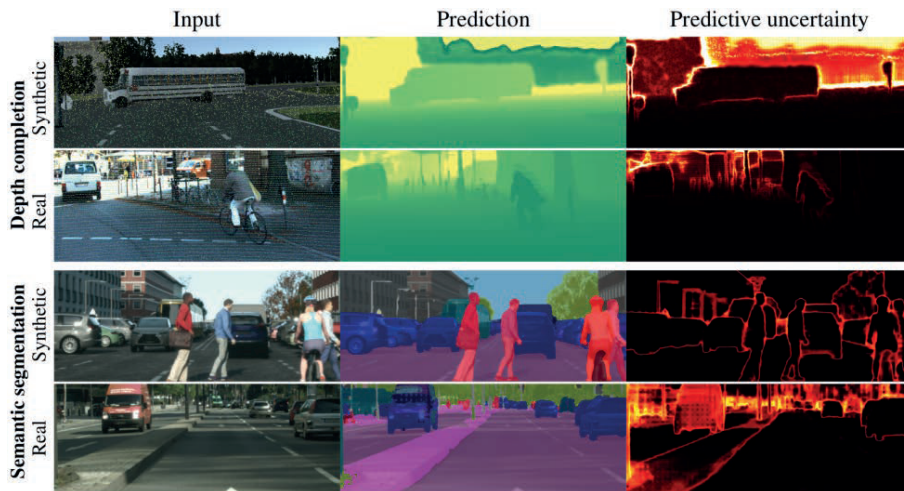 Input
Prediction
Predictive uncertainty
Depth completion
Synthetic
Real
Semantic segmentation
Synthetic
Real